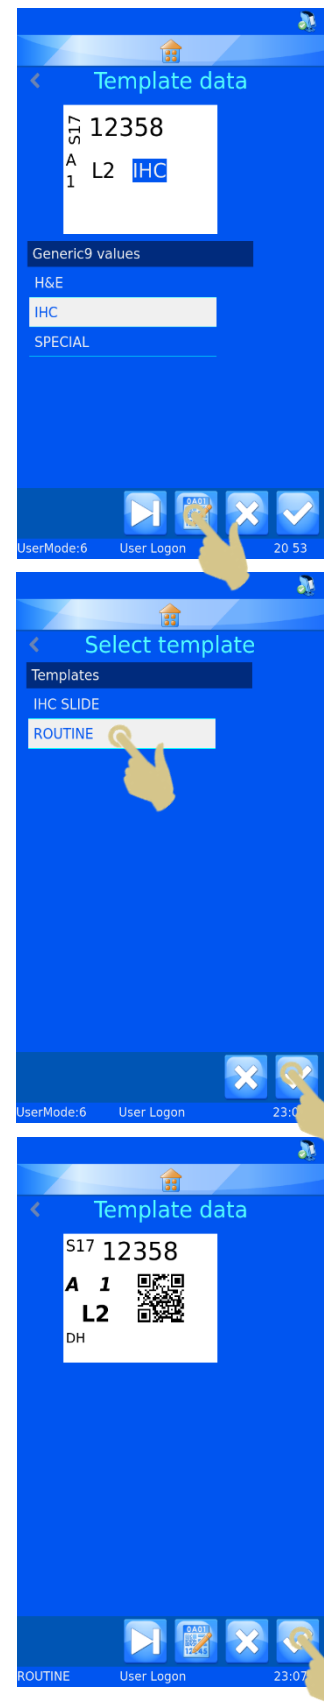 Template data
S17 12358
A
1 L2 IHC
Generic9 values
H&E
IHC
SPECIAL
UserMode:6 User Logon 20 53
Select template
Templates
IHC SLIDE
ROUTINE
UserMode:6 User Logon
Template data
S17 12358
A 1
L2
DH
0A01
12345
ROUTINE User Logon 23:07